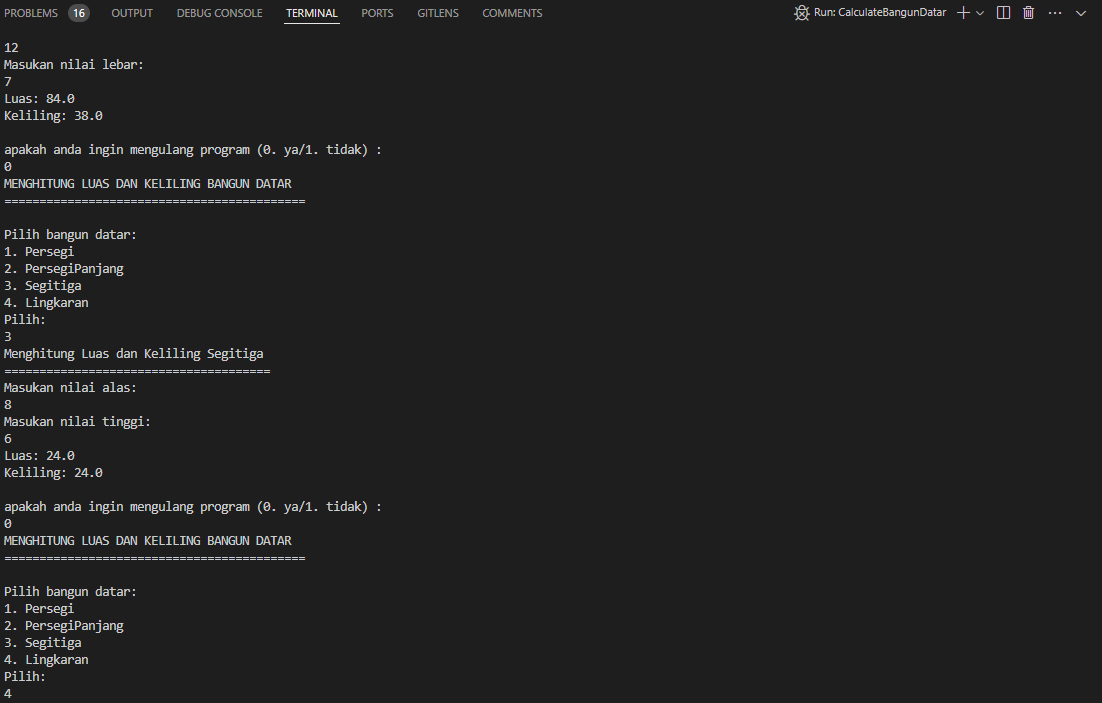 PROBLEMS 16 OUTPUT DEBUG CONSOLE TERMINAL PORTS GITLENS COMMENTS Run: CalculateBangunDatar
12
Masukan nilai lebar:
7
Luas: 84.0
Keliling: 38.0
apakah anda ingin mengulang program (0. ya/1. tidak) :
0
MENGHITUNG LUAS DAN KELILING BANGUN DATAR
===========================================
Pilih bangun datar:
1. Persegi
2. PersegiPanjang
3. Segitiga
4. Lingkaran
Pilih:
3
Menghitung Luas dan Keliling Segitiga
======================================
Masukan nilai alas:
8
Masukan nilai tinggi:
6
Luas: 24.0
Keliling: 24.0
apakah anda ingin mengulang program (0. ya/1. tidak) :
0
MENGHITUNG LUAS DAN KELILING BANGUN DATAR
===========================================
Pilih bangun datar:
1. Persegi
2. PersegiPanjang
3. Segitiga
4. Lingkaran
Pilih:
4